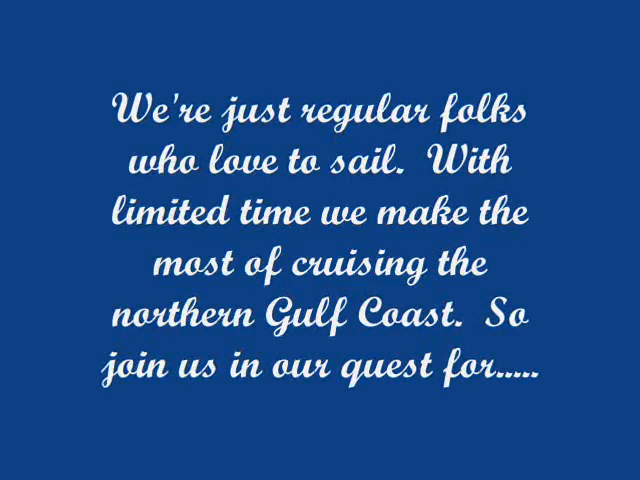 We're just regular folks
who love to sail.  With
limited time we make the
most of cruising the
northern Gulf Coast.  So
join us in our quest for.....